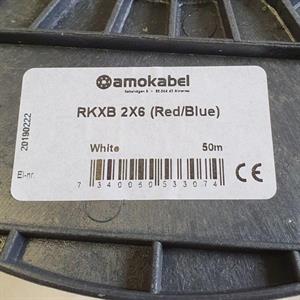 amokabel
RKXB 2X6 (Red/Blue)
White 50m
20190222
El-nr.
7 340060 533074
CE